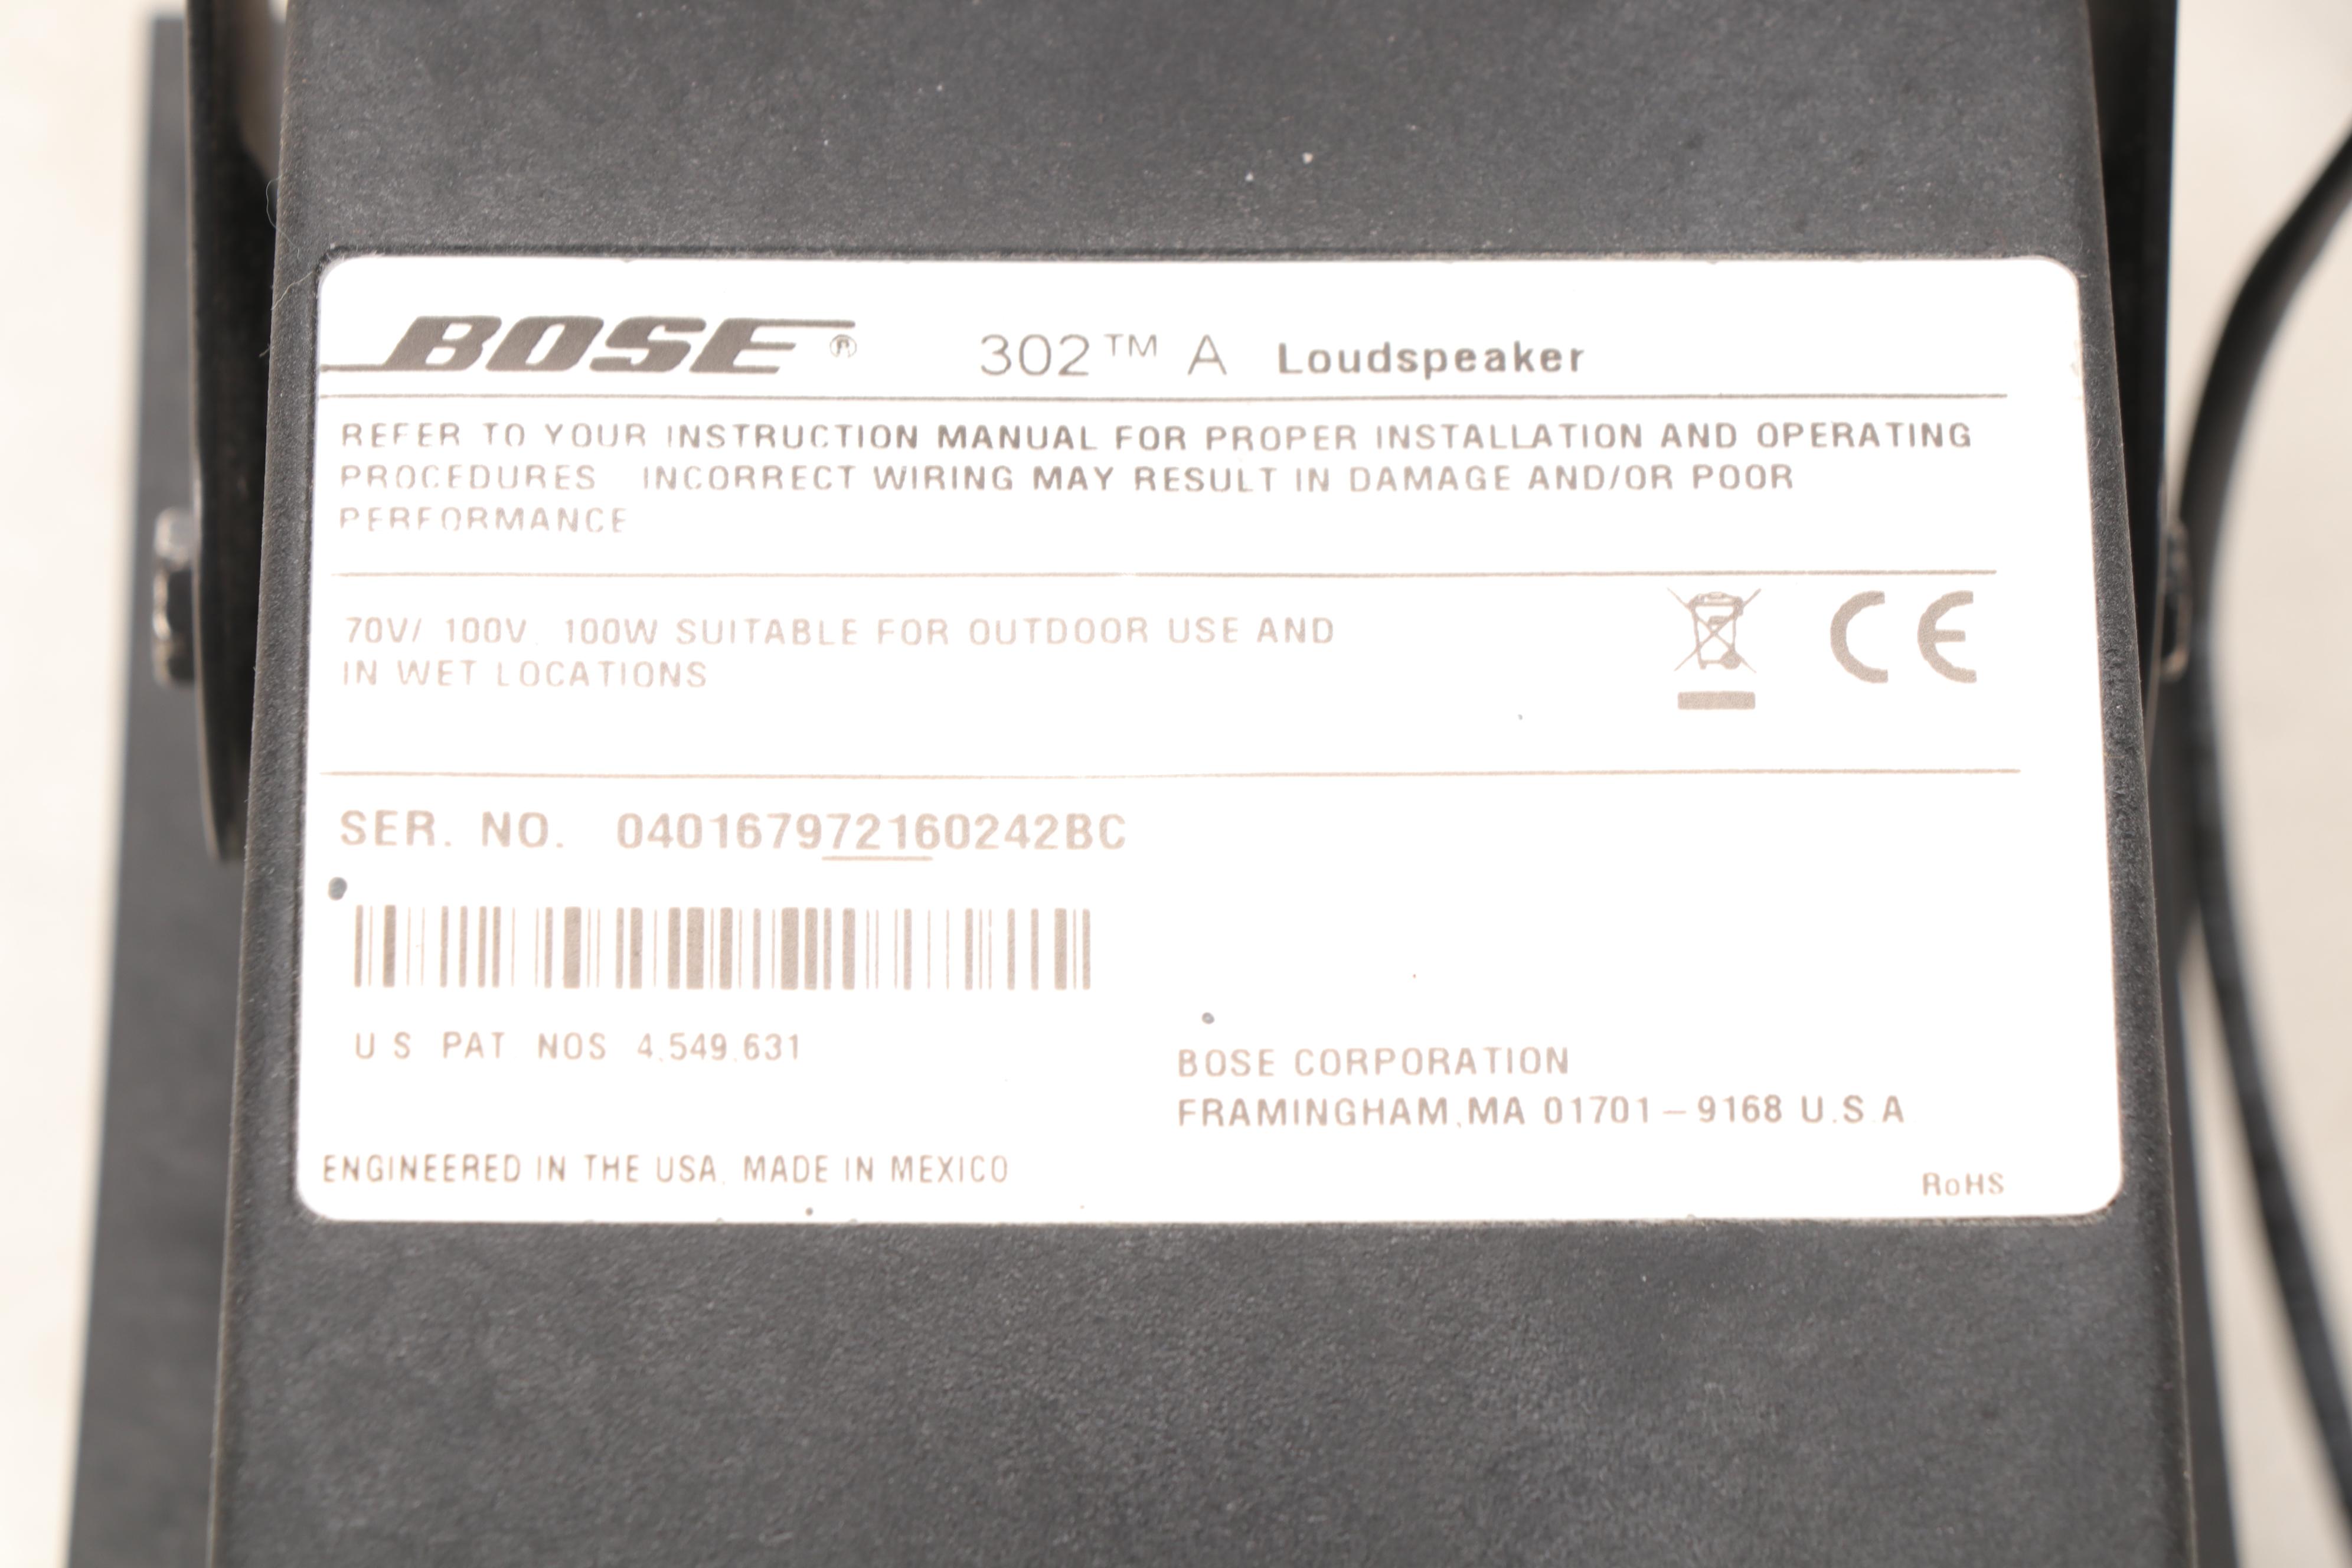 BOSE® 302™ A Loudspeaker
REFER TO YOUR INSTRUCTION MANUAL FOR PROPER INSTALLATION AND OPERATING
PROCEDURES INCORRECT WIRING MAY RESULT IN DAMAGE AND/OR POOR
PERFORMANCE
70V/ 100V 100W SUITABLE FOR OUTDOOR USE AND
IN WET LOCATIONS
CE
SER. NO. 040167972160242BC
U S PAT NOS 4.549.631
BOSE CORPORATION
FRAMINGHAM,MA 01701-9168 U.S.A
ENGINEERED IN THE USA. MADE IN MEXICO
RoHS